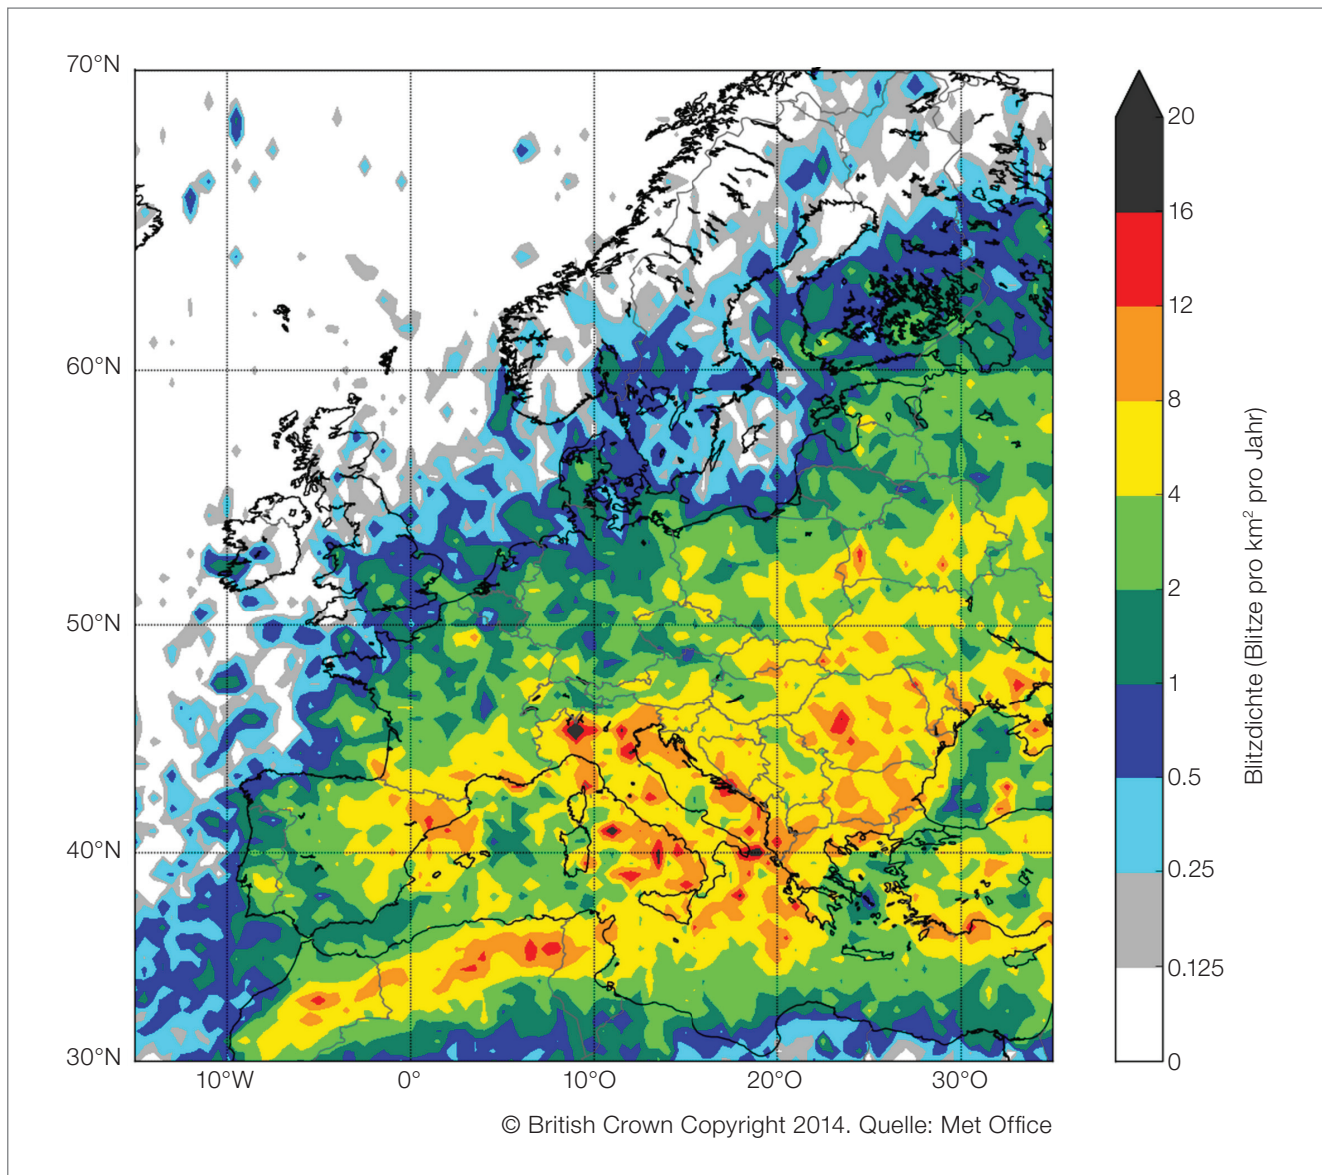 70°N
60°N
50°N
40°N
30°N
10°W
0°
10°O
20°O
30°O
20
16
12
8
4
2
1
0.5
0.25
0.125
0
Blitzdichte (Blitze pro km² pro Jahr)
© British Crown Copyright 2014. Quelle: Met Office